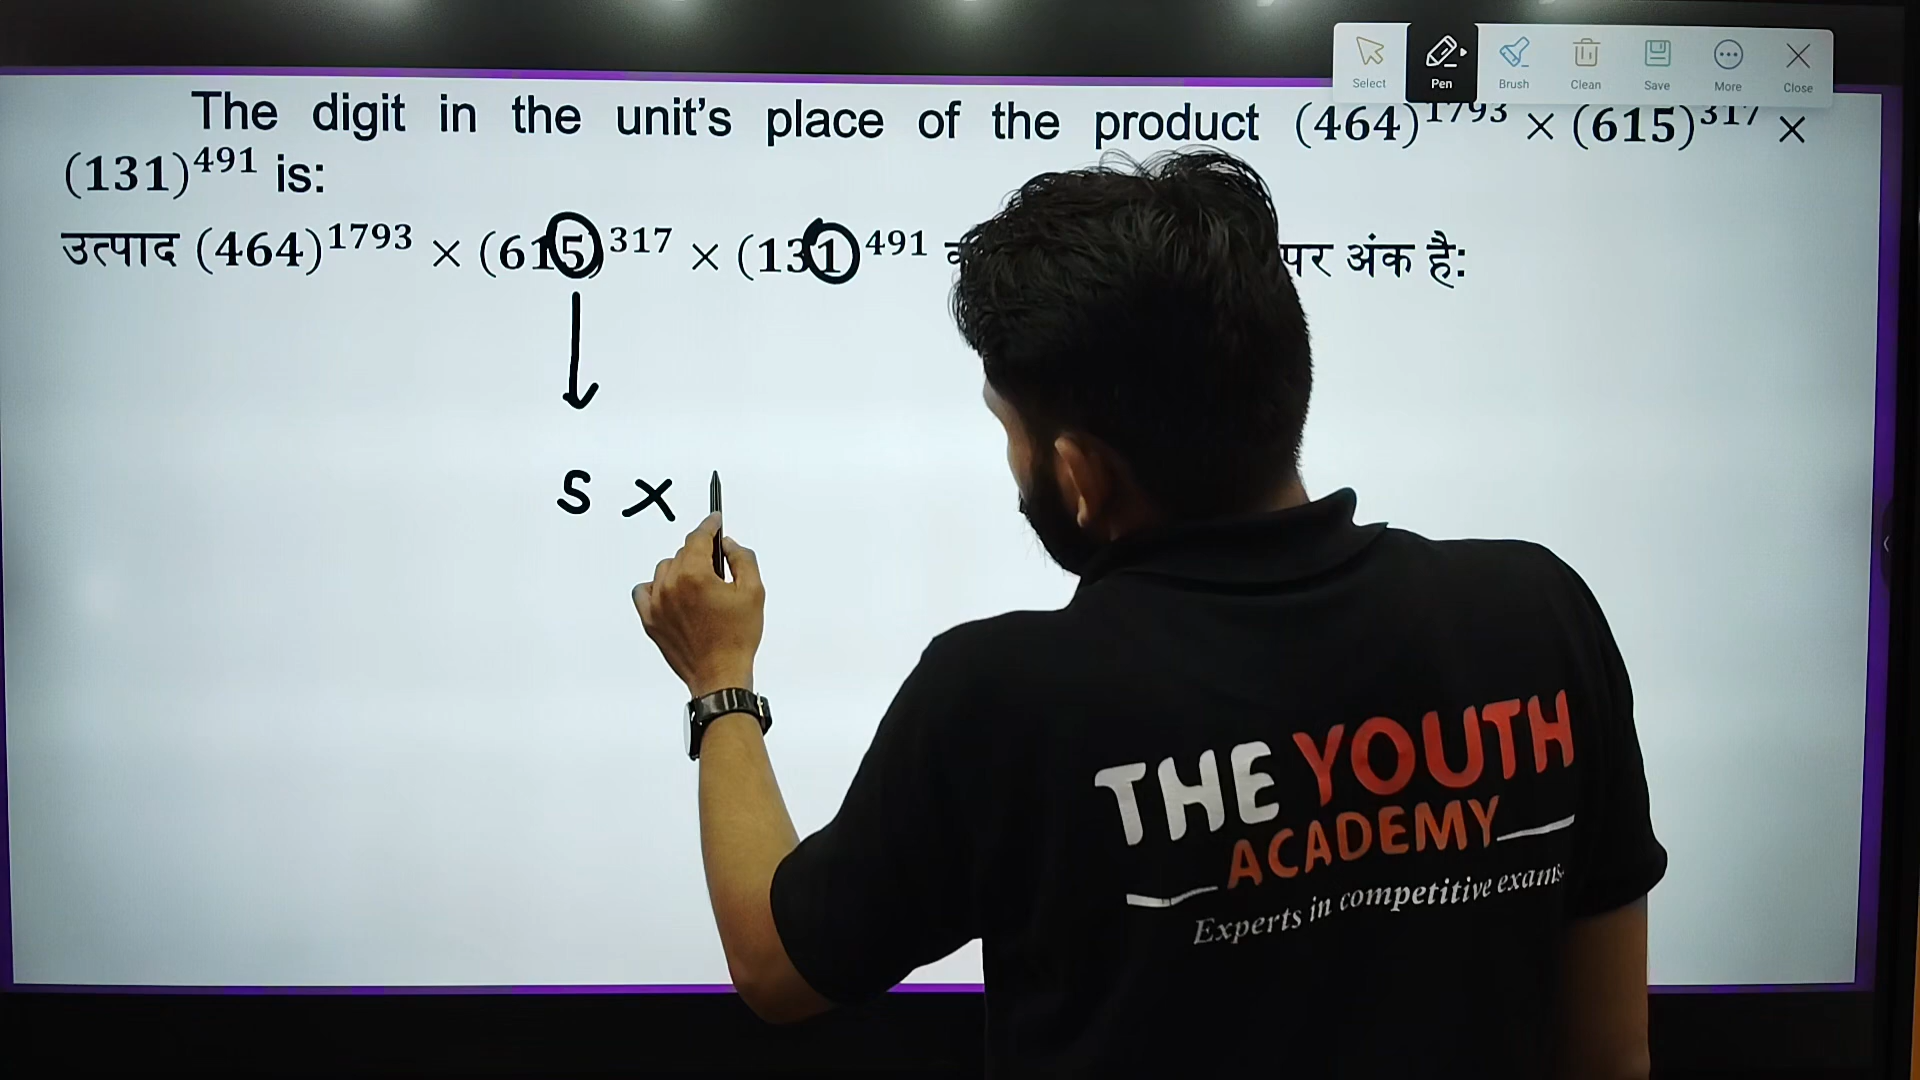 Select Pen Brush Clean Save More Close
The digit in the unit’s place of the product (464)^1793 × (615)^317 ×
(131)^491 is:
उत्पाद (464)^1793 × (615)^317 × (131)^491 पर अंक है:
5 ×
THE YOUTH
ACADEMY
Experts in competitive exams